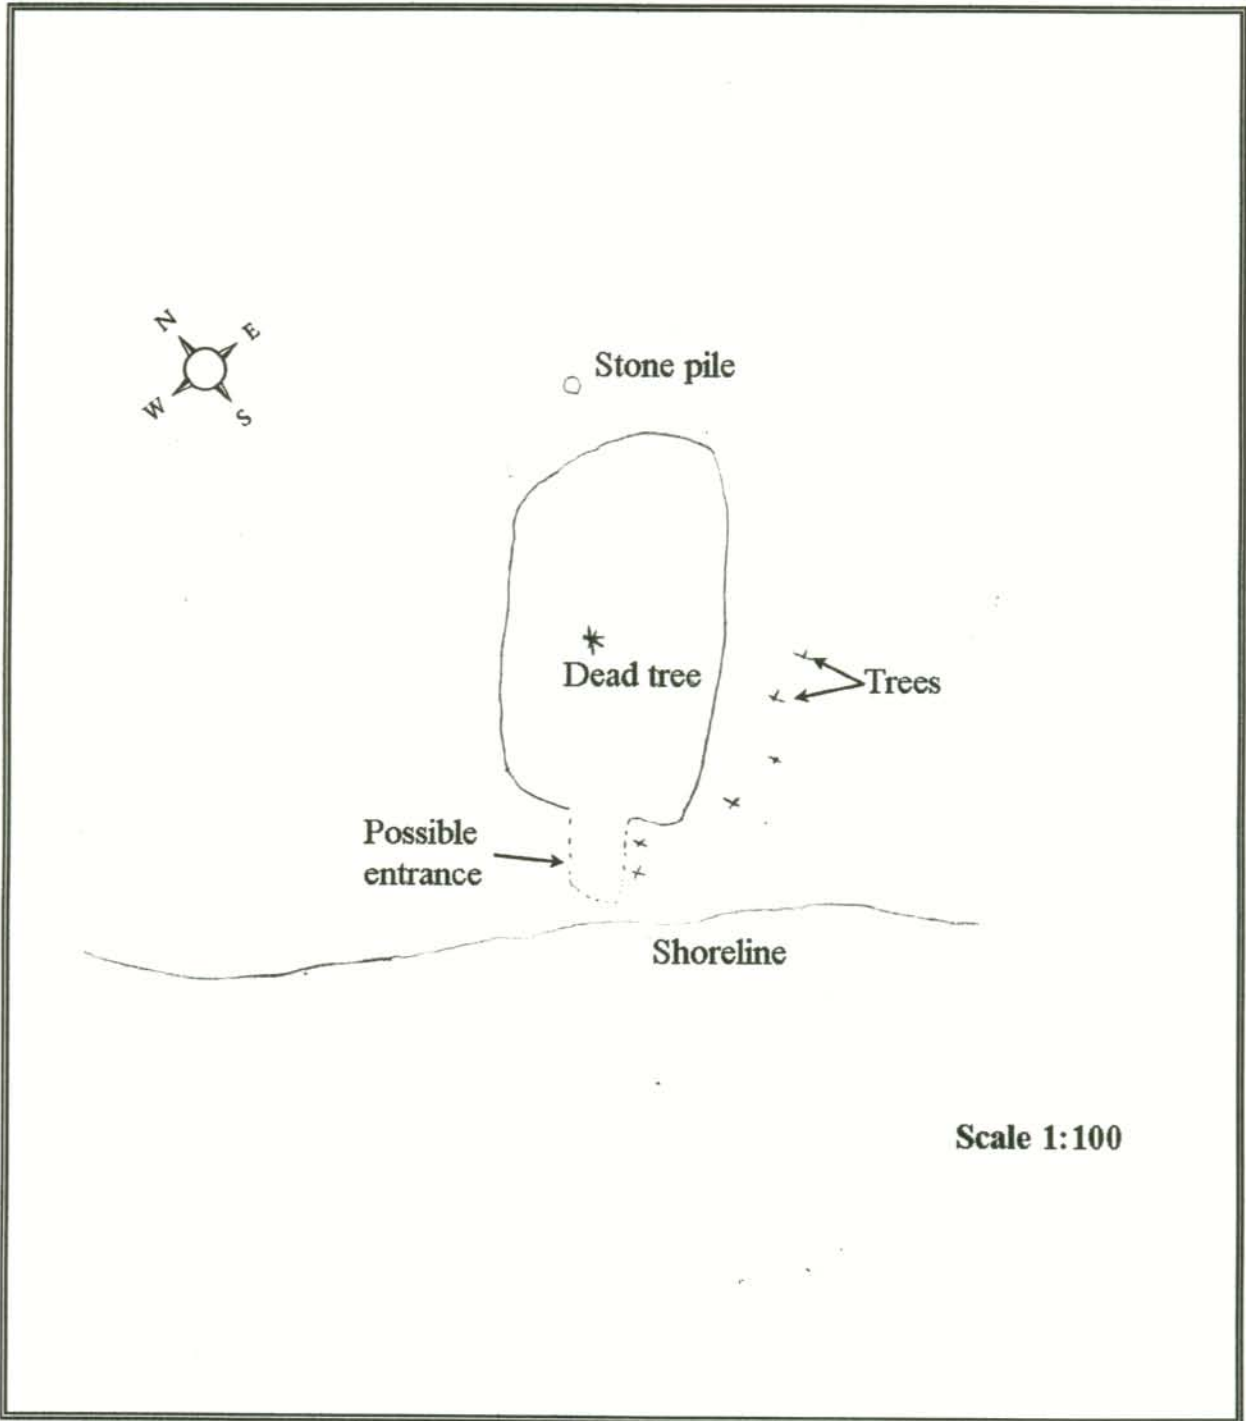 N
E
W
S
Stone pile
Dead tree
Trees
Possible
entrance
Shoreline
Scale 1:100